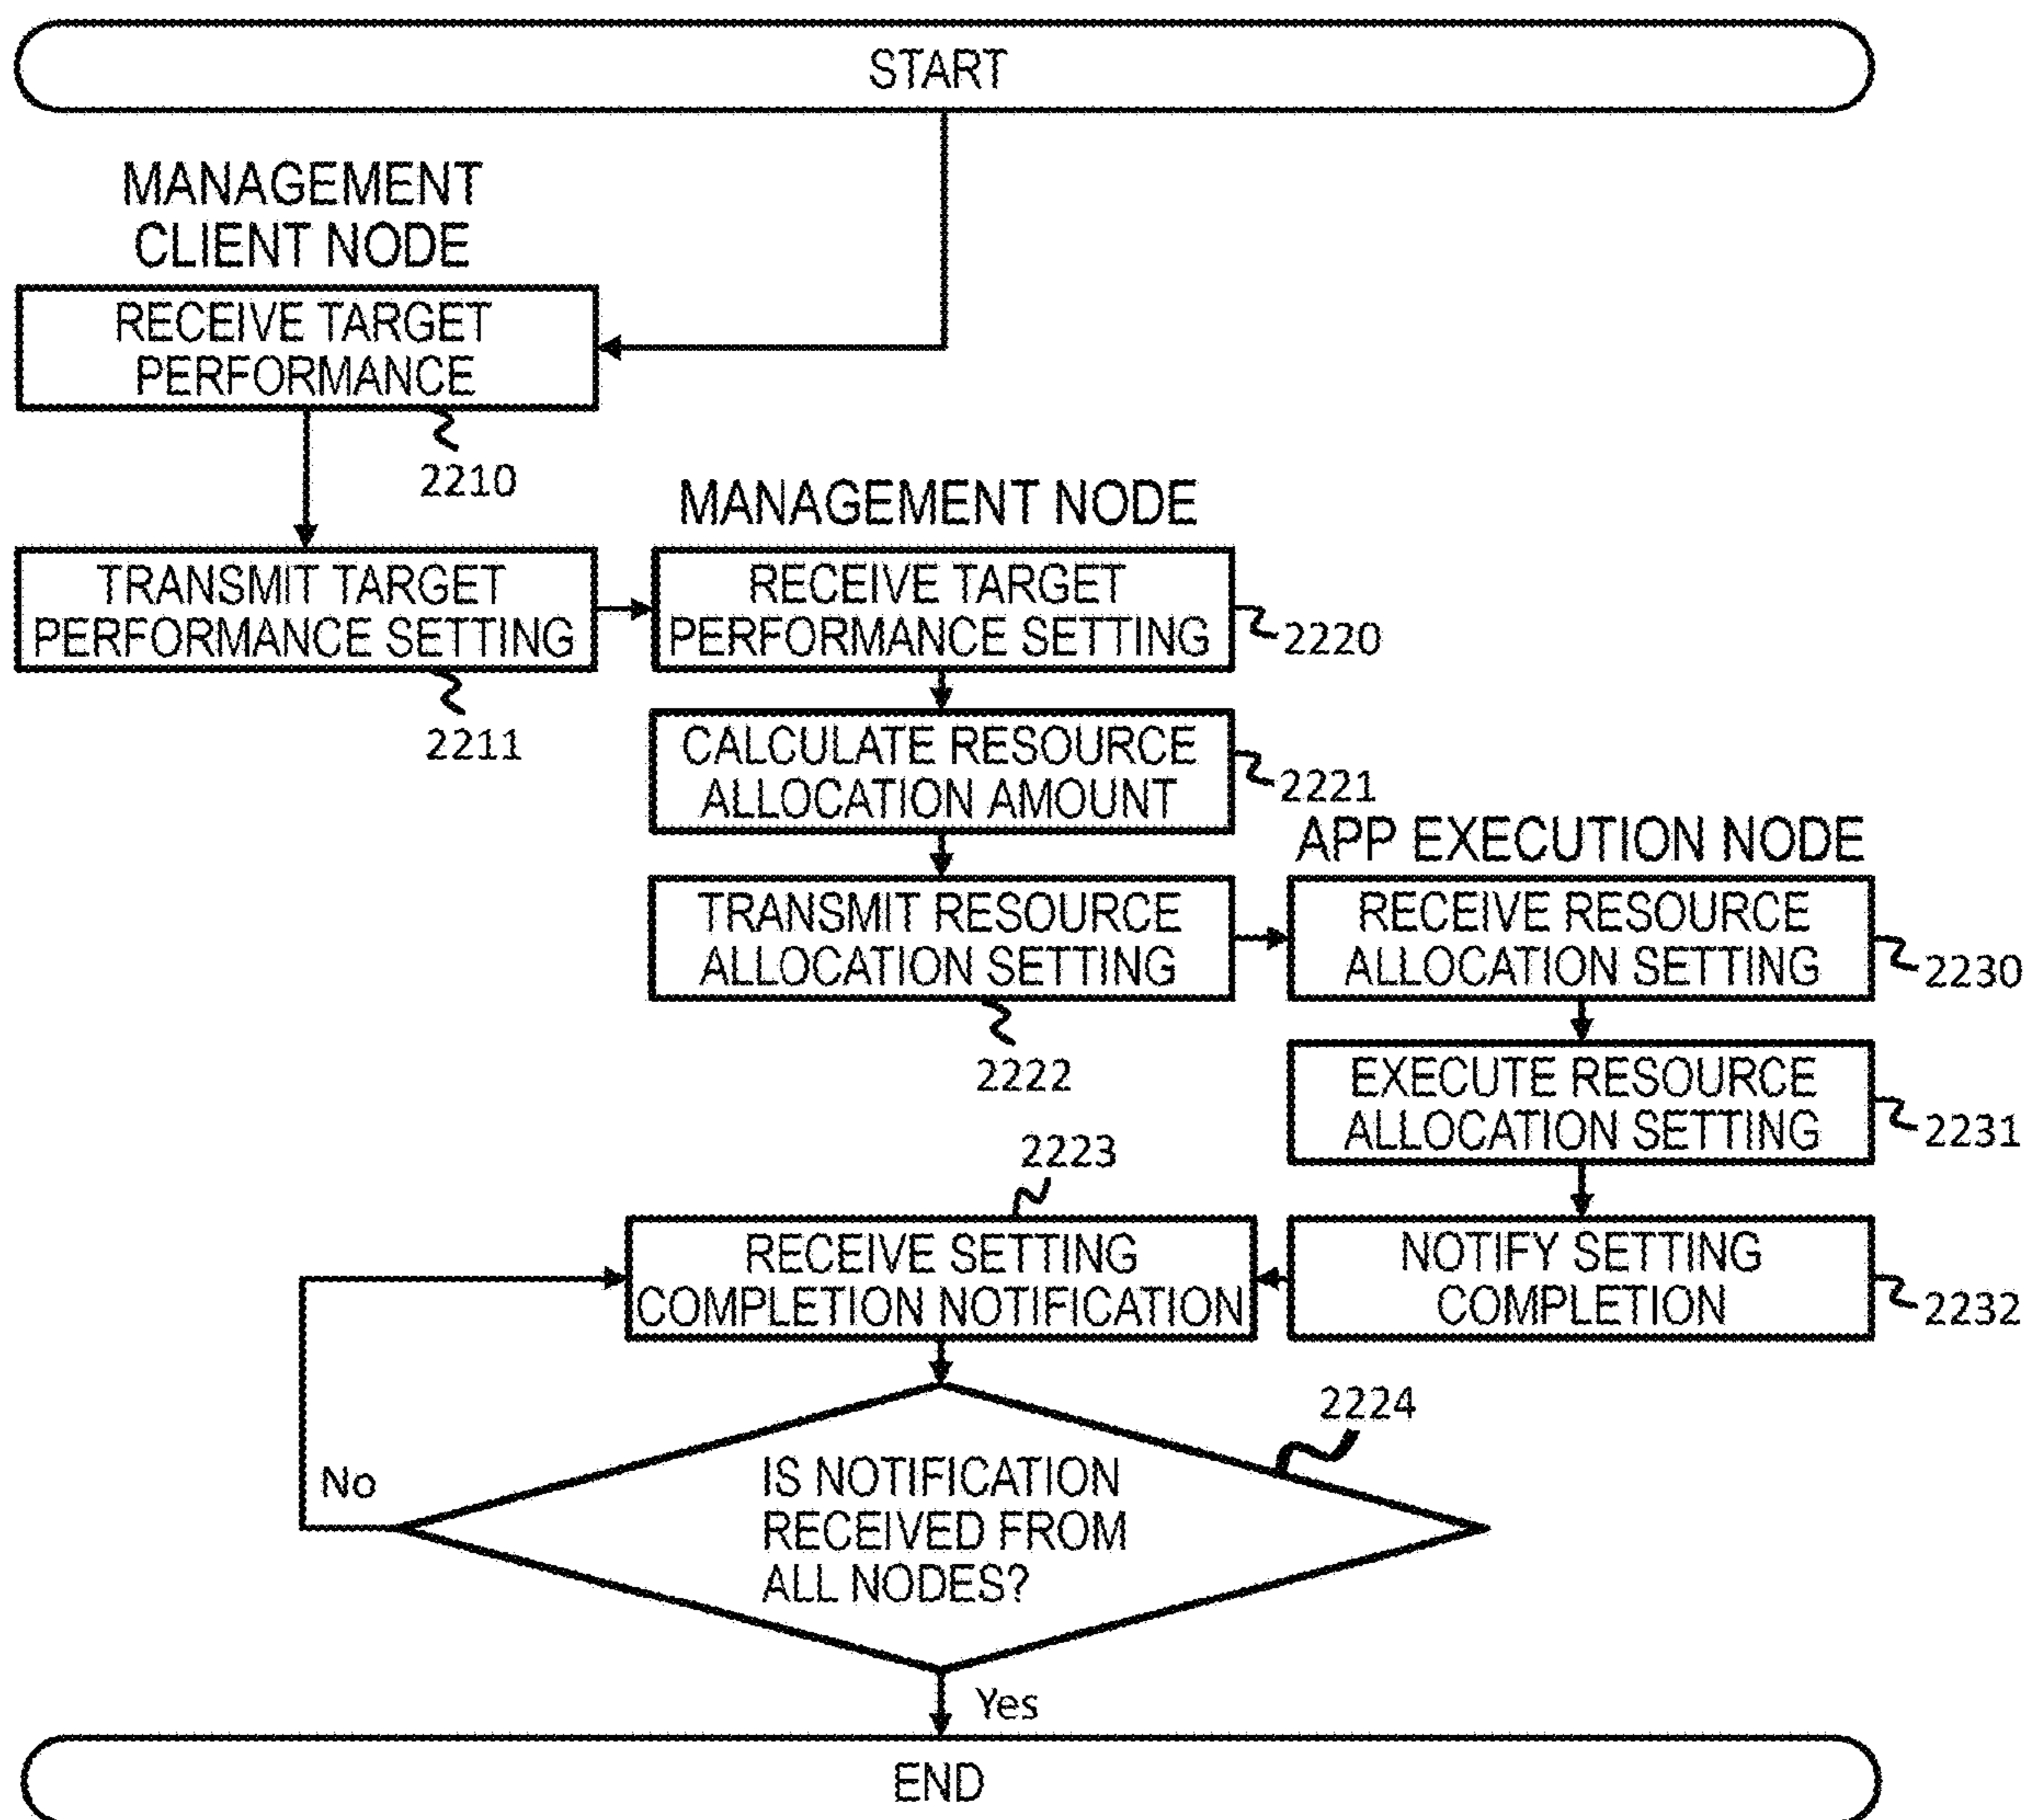 START
MANAGEMENT
CLIENT NODE
RECEIVE TARGET
PERFORMANCE
2210
TRANSMIT TARGET
PERFORMANCE SETTING
2211
MANAGEMENT NODE
RECEIVE TARGET
PERFORMANCE SETTING
2220
CALCULATE RESOURCE
ALLOCATION AMOUNT
2221
TRANSMIT RESOURCE
ALLOCATION SETTING
2222
APP EXECUTION NODE
RECEIVE RESOURCE
ALLOCATION SETTING
2230
EXECUTE RESOURCE
ALLOCATION SETTING
2231
NOTIFY SETTING
COMPLETION
2232
2223
RECEIVE SETTING
COMPLETION NOTIFICATION
2224
IS NOTIFICATION
RECEIVED FROM
ALL NODES?
No
Yes
END